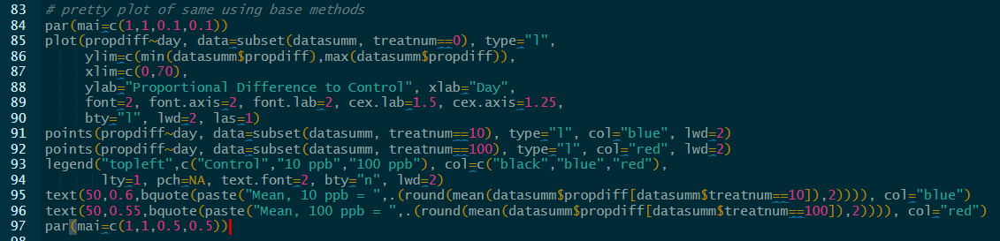 83 # pretty plot of same using base methods
84 par(mai=c(1,1,0.1,0.1))
85 plot(propdiff~day, data=subset(datasumm, treatnum==0), type="l",
86 ylim=c(min(datasumm$propdiff),max(datasumm$propdiff)),
87 xlim=c(0,70),
88 ylab="Proportional Difference to Control", xlab="Day",
89 font=2, font.axis=2, font.lab=2, cex.lab=1.5, cex.axis=1.25,
90 bty="l", lwd=2, las=1)
91 points(propdiff~day, data=subset(datasumm, treatnum==10), type="l", col="blue", lwd=2)
92 points(propdiff~day, data=subset(datasumm, treatnum==100), type="l", col="red", lwd=2)
93 legend("topleft",c("Control","10 ppb","100 ppb"), col=c("black","blue","red"),
94 lty=1, pch=NA, text.font=2, bty="n", lwd=2)
95 text(50,0.6,bquote(paste("Mean, 10 ppb = ",.(round(mean(datasumm$propdiff[datasumm$treatnum==10]),2)))), col="blue")
96 text(50,0.55,bquote(paste("Mean, 100 ppb = ",.(round(mean(datasumm$propdiff[datasumm$treatnum==100]),2)))), col="red")
97 par(mai=c(1,1,0.5,0.5))
98